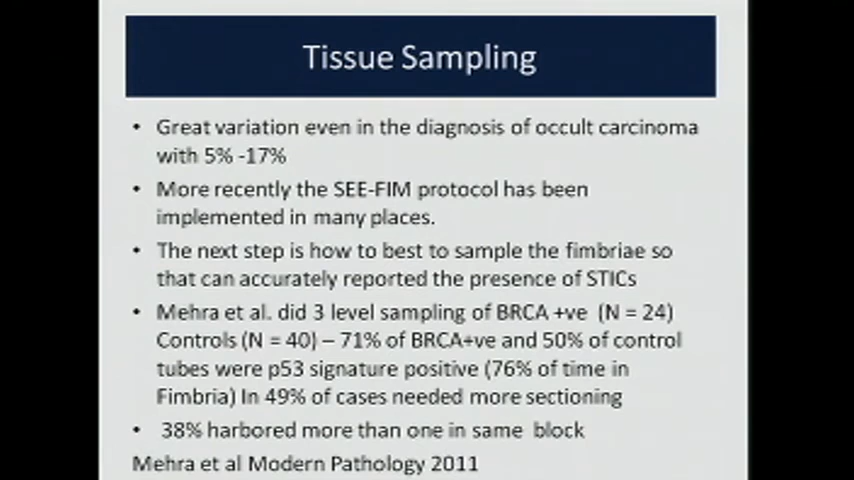 Tissue Sampling
• Great variation even in the diagnosis of occult carcinoma
with 5% -17%
• More recently the SEE-FIM protocol has been
implemented in many places.
• The next step is how to best to sample the fimbriae so
that can accurately reported the presence of STICs
• Mehra et al. did 3 level sampling of BRCA +ve (N = 24)
Controls (N = 40) – 71% of BRCA+ve and 50% of control
tubes were p53 signature positive (76% of time in
Fimbria) In 49% of cases needed more sectioning
• 38% harbored more than one in same block
Mehra et al Modern Pathology 2011